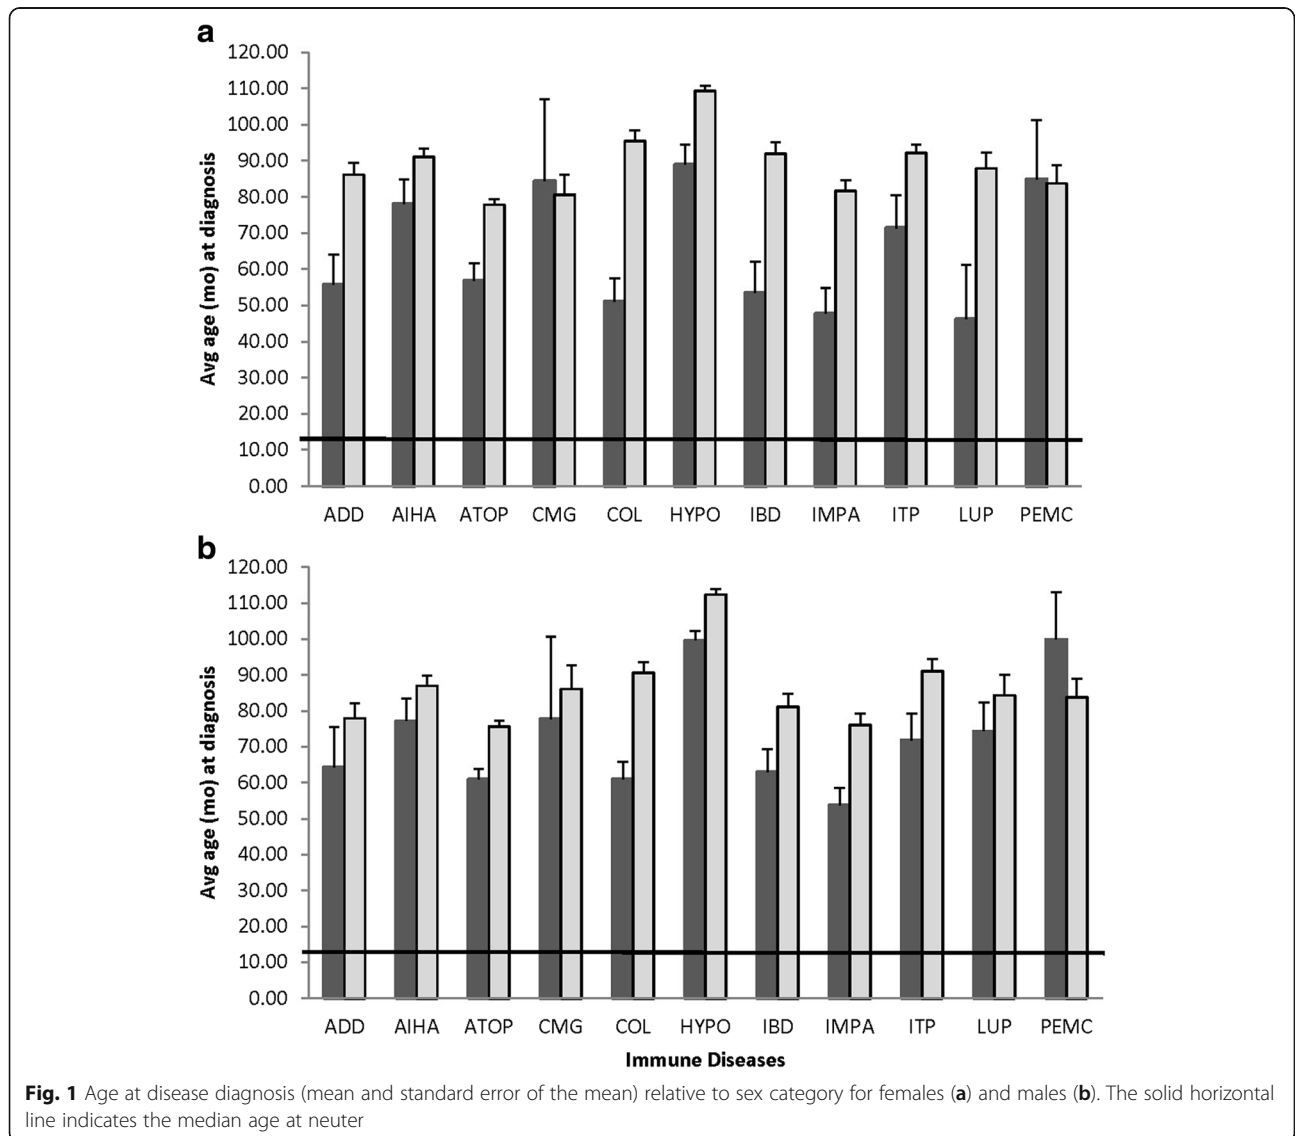 a
120.00
110.00
100.00
90.00
80.00
70.00
60.00
50.00
40.00
30.00
20.00
10.00
0.00
Avg age (mo) at diagnosis
ADD AIHA ATOP CMG COL HYPO IBD IMPA ITP LUP PEMC
b
120.00
110.00
100.00
90.00
80.00
70.00
60.00
50.00
40.00
30.00
20.00
10.00
0.00
Avg age (mo) at diagnosis
ADD AIHA ATOP CMG COL HYPO IBD IMPA ITP LUP PEMC
Immune Diseases
Fig. 1 Age at disease diagnosis (mean and standard error of the mean) relative to sex category for females (a) and males (b). The solid horizontal
line indicates the median age at neuter